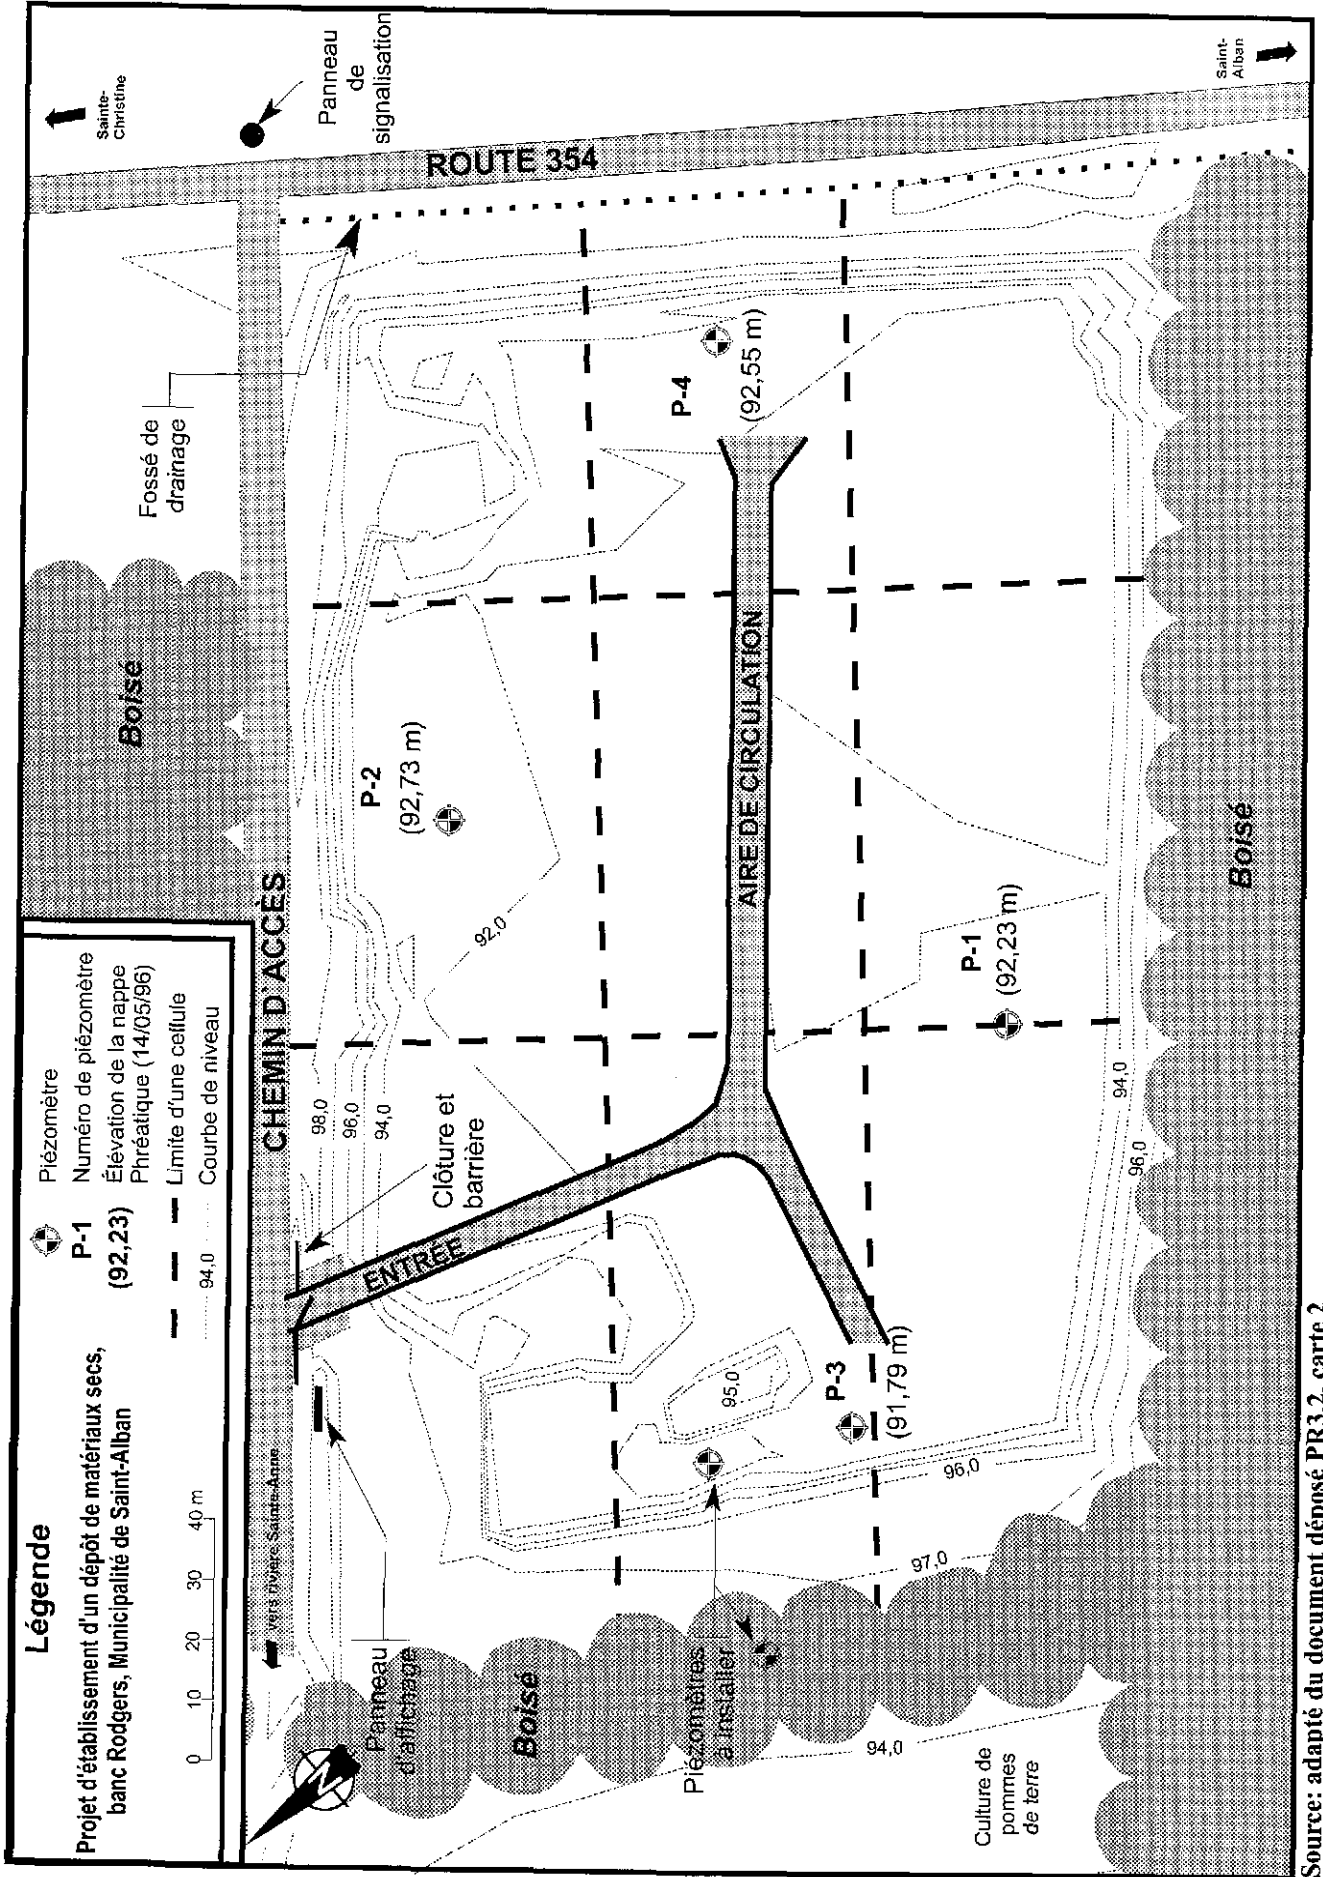 Légende
Projet d'établissement d'un dépôt de matériaux secs,
banc Rodgers, Municipalité de Saint-Alban
0 10 20 30 40 m
Piézomètre
P-1 Numéro de piézomètre
(92,23) Élévation de la nappe
Phréatique (14/05/96)
Limite d'une cellule
94,0 Courbe de niveau
Sainte-
Christine
Panneau
de
signalisation
Saint-
Alban
ROUTE 354
Fossé de
drainage
Boisé
CHEMIN D'ACCÈS
vers rivière Sainte-Anne
Panneau
d'affichage
Clôture et
barrière
ENTRÉE
98,0
96,0
94,0
92,0
P-2
(92,73 m)
P-4
(92,55 m)
AIRE DE CIRCULATION
P-1
(92,23 m)
P-3
(91,79 m)
95,0
96,0
97,0
94,0
94,0
96,0
Piézomètres
à installer
Boisé
Boisé
Culture de
pommes
de terre
N
Source: adapté du document déposé PR3.2, carte 2